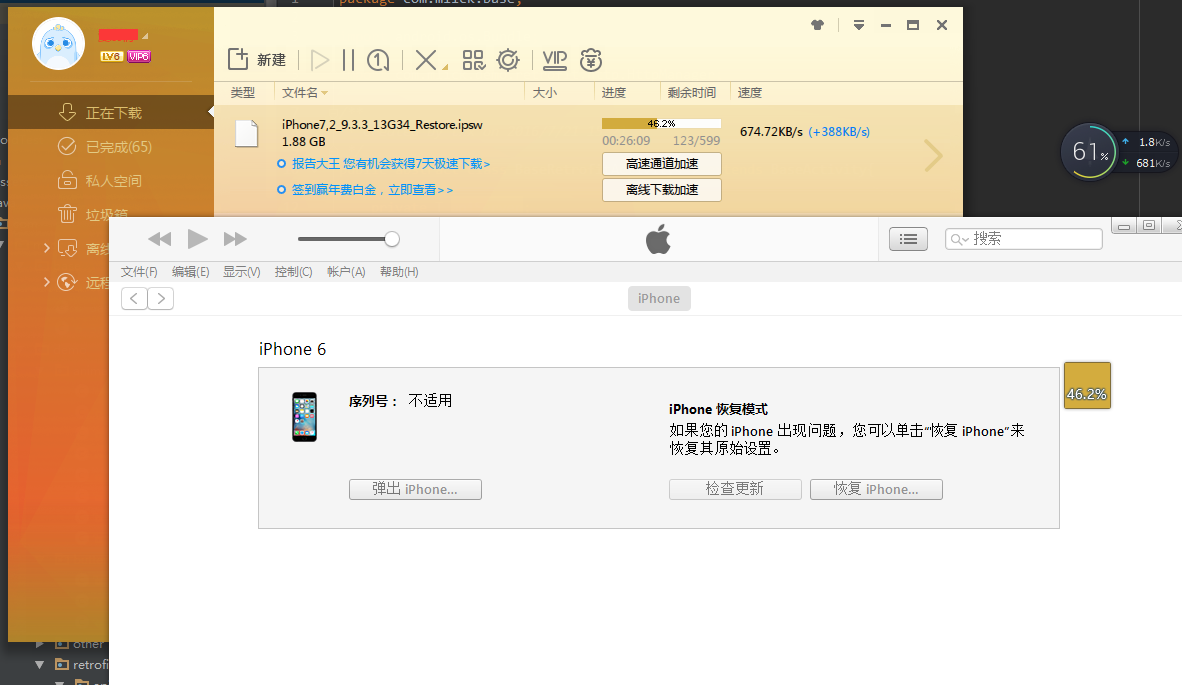 package com.mllek.base;
LV6 VIP6
新建
VIP
类型 文件名 大小 进度 剩余时间 速度
正在下载
已完成(65)
私人空间
垃圾箱
离线
远程
iPhone7,2_9.3.3_13G34_Restore.ipsw
1.88 GB
46.2%
00:26:09 123/599
674.72KB/s (+388KB/s)
报告大王 您有机会获得7天极速下载>
高速通道加速
签到赢年费白金，立即查看>>
离线下载加速
61%
1.8K/s
681K/s
搜索
文件(F) 编辑(E) 显示(V) 控制(C) 帐户(A) 帮助(H)
iPhone
iPhone 6
序列号： 不适用
iPhone 恢复模式
如果您的 iPhone 出现问题，您可以单击“恢复 iPhone”来
恢复其原始设置。
弹出 iPhone...
检查更新
恢复 iPhone...
46.2%
other
retrofi